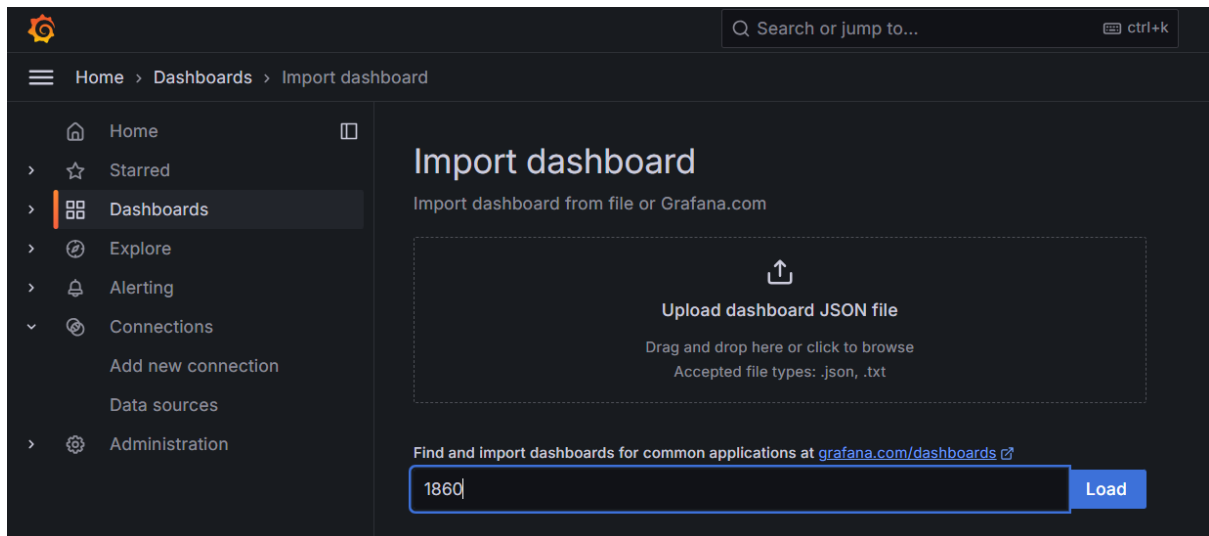 Search or jump to...
ctrl+k
Home › Dashboards › Import dashboard
Home
Starred
Dashboards
Explore
Alerting
Connections
Add new connection
Data sources
Administration
Import dashboard
Import dashboard from file or Grafana.com
Upload dashboard JSON file
Drag and drop here or click to browse
Accepted file types: .json, .txt
Find and import dashboards for common applications at grafana.com/dashboards
1860
Load